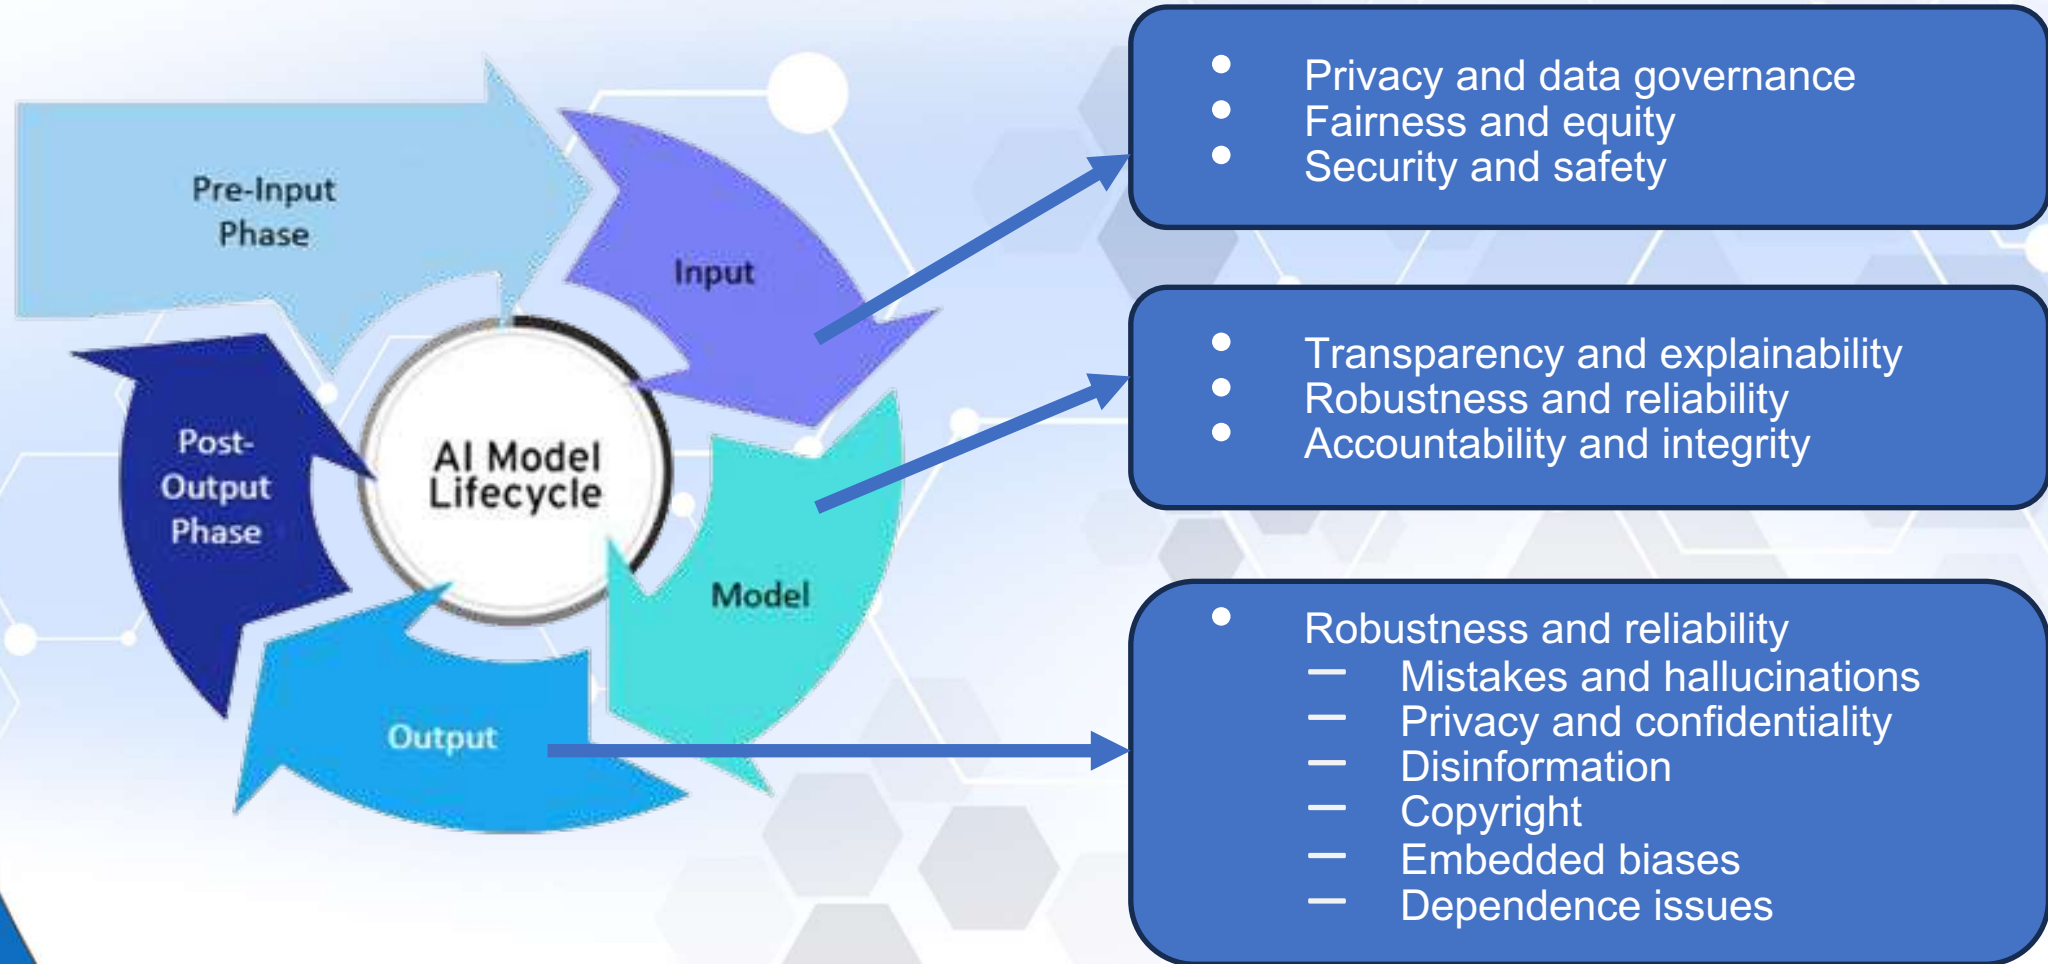 Pre-Input
Phase
Input
Post-
Output
Phase
AI Model
Lifecycle
Model
Output
• Privacy and data governance
• Fairness and equity
• Security and safety
• Transparency and explainability
• Robustness and reliability
• Accountability and integrity
• Robustness and reliability
– Mistakes and hallucinations
– Privacy and confidentiality
– Disinformation
– Copyright
– Embedded biases
– Dependence issues